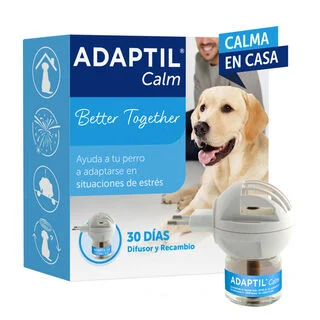 ADAPTIL®
Calm
CALMA
EN CASA
Better Together
Ayuda a tu perro
a adaptarse en
situaciones de estrés
30 DÍAS
Difusor y Recambio
ADAPTIL Calm